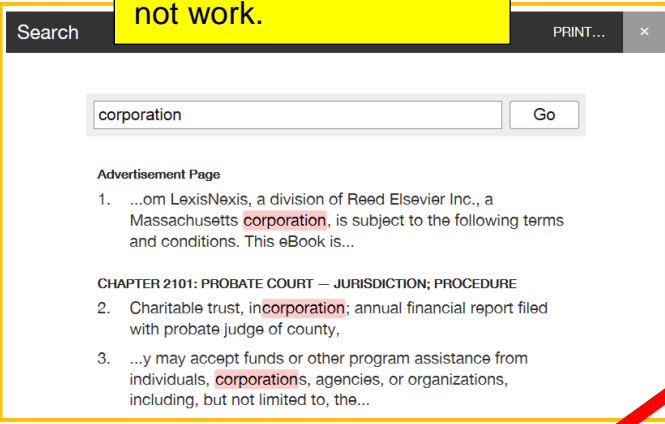 not work.
Search PRINT... ×
corporation Go
Advertisement Page
1. ...om LexisNexis, a division of Reed Elsevier Inc., a
Massachusetts corporation, is subject to the following terms
and conditions. This eBook is...
CHAPTER 2101: PROBATE COURT — JURISDICTION; PROCEDURE
2. Charitable trust, incorporation; annual financial report filed
with probate judge of county,
3. ...y may accept funds or other program assistance from
individuals, corporations, agencies, or organizations,
including, but not limited to, the...